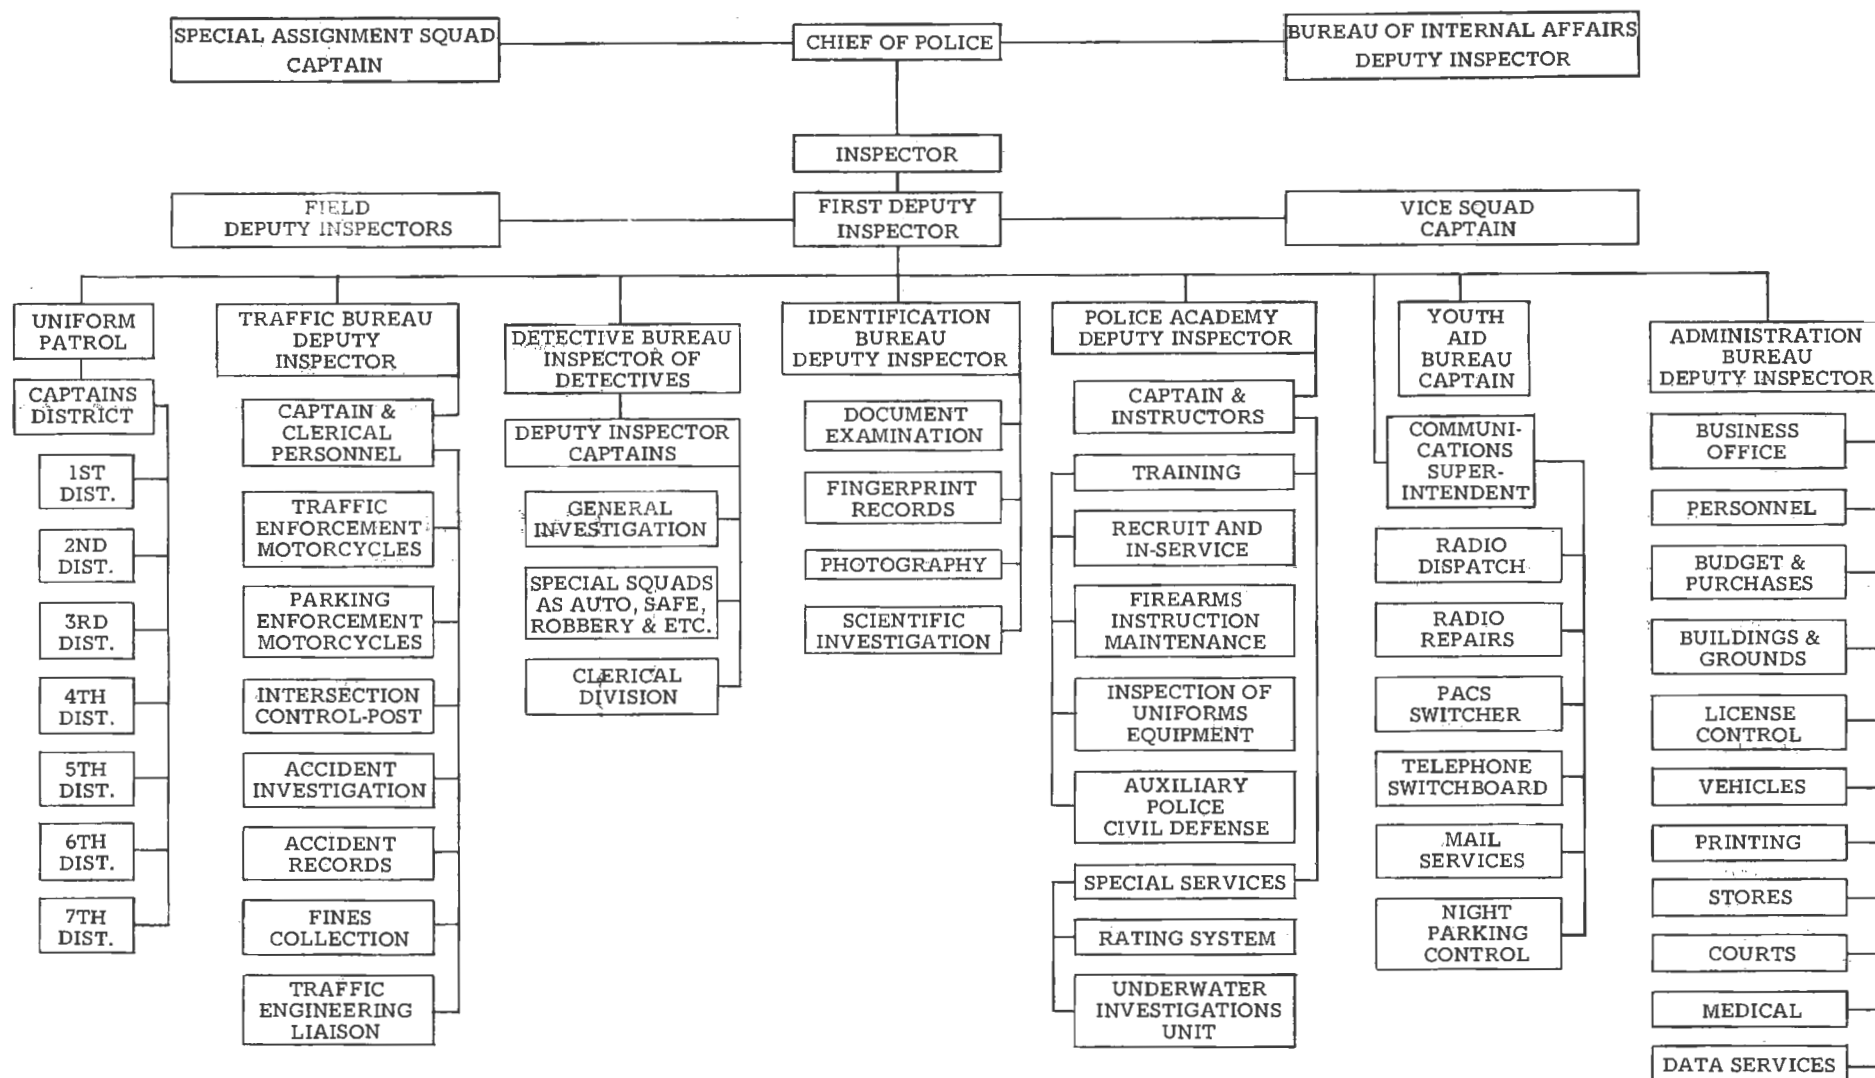 SPECIAL ASSIGNMENT SQUAD
CAPTAIN
CHIEF OF POLICE
BUREAU OF INTERNAL AFFAIRS
DEPUTY INSPECTOR
INSPECTOR
FIELD
DEPUTY INSPECTORS
FIRST DEPUTY
INSPECTOR
VICE SQUAD
CAPTAIN
UNIFORM
PATROL
CAPTAINS
DISTRICT
1ST
DIST.
2ND
DIST.
3RD
DIST.
4TH
DIST.
5TH
DIST.
6TH
DIST.
7TH
DIST.
TRAFFIC BUREAU
DEPUTY
INSPECTOR
CAPTAIN &
CLERICAL
PERSONNEL
TRAFFIC
ENFORCEMENT
MOTORCYCLES
PARKING
ENFORCEMENT
MOTORCYCLES
INTERSECTION
CONTROL-POST
ACCIDENT
INVESTIGATION
ACCIDENT
RECORDS
FINES
COLLECTION
TRAFFIC
ENGINEERING
LIAISON
DETECTIVE BUREAU
INSPECTOR OF
DETECTIVES
DEPUTY INSPECTOR
CAPTAINS
GENERAL
INVESTIGATION
SPECIAL SQUADS
AS AUTO, SAFE,
ROBBERY & ETC.
CLERICAL
DIVISION
IDENTIFICATION
BUREAU
DEPUTY INSPECTOR
DOCUMENT
EXAMINATION
FINGERPRINT
RECORDS
PHOTOGRAPHY
SCIENTIFIC
INVESTIGATION
POLICE ACADEMY
DEPUTY INSPECTOR
CAPTAIN &
INSTRUCTORS
TRAINING
RECRUIT AND
IN-SERVICE
FIREARMS
INSTRUCTION
MAINTENANCE
INSPECTION OF
UNIFORMS
EQUIPMENT
AUXILIARY
POLICE
CIVIL DEFENSE
SPECIAL SERVICES
RATING SYSTEM
UNDERWATER
INVESTIGATIONS
UNIT
YOUTH
AID
BUREAU
CAPTAIN
COMMUNI-
CATIONS
SUPER-
INTENDENT
RADIO
DISPATCH
RADIO
REPAIRS
PACS
SWITCHER
TELEPHONE
SWITCHBOARD
MAIL
SERVICES
NIGHT
PARKING
CONTROL
ADMINISTRATION
BUREAU
DEPUTY INSPECTOR
BUSINESS
OFFICE
PERSONNEL
BUDGET &
PURCHASES
BUILDINGS &
GROUNDS
LICENSE
CONTROL
VEHICLES
PRINTING
STORES
COURTS
MEDICAL
DATA SERVICES